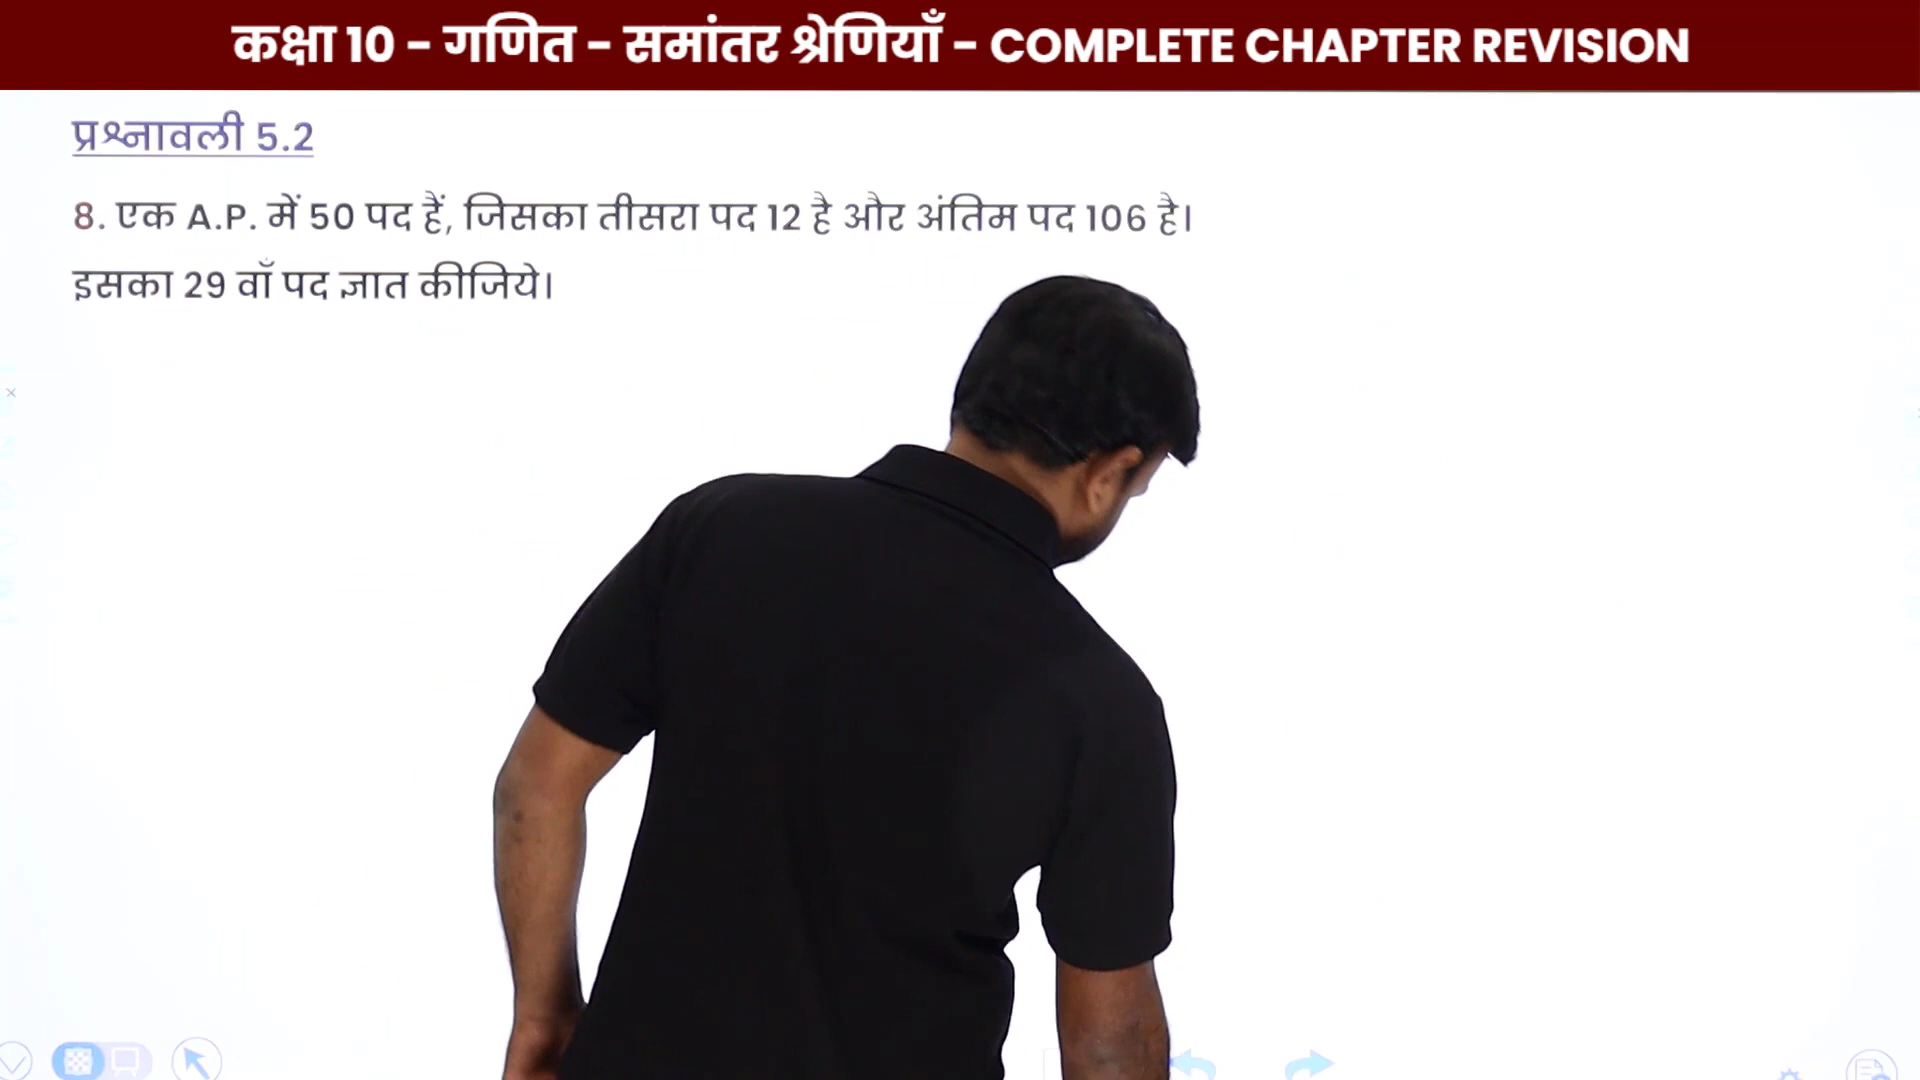 कक्षा 10 - गणित - समांतर श्रेणियाँ - COMPLETE CHAPTER REVISION
प्रश्नावली 5.2
8. एक A.P. में 50 पद हैं, जिसका तीसरा पद 12 है और अंतिम पद 106 है।
इसका 29 वाँ पद ज्ञात कीजिये।